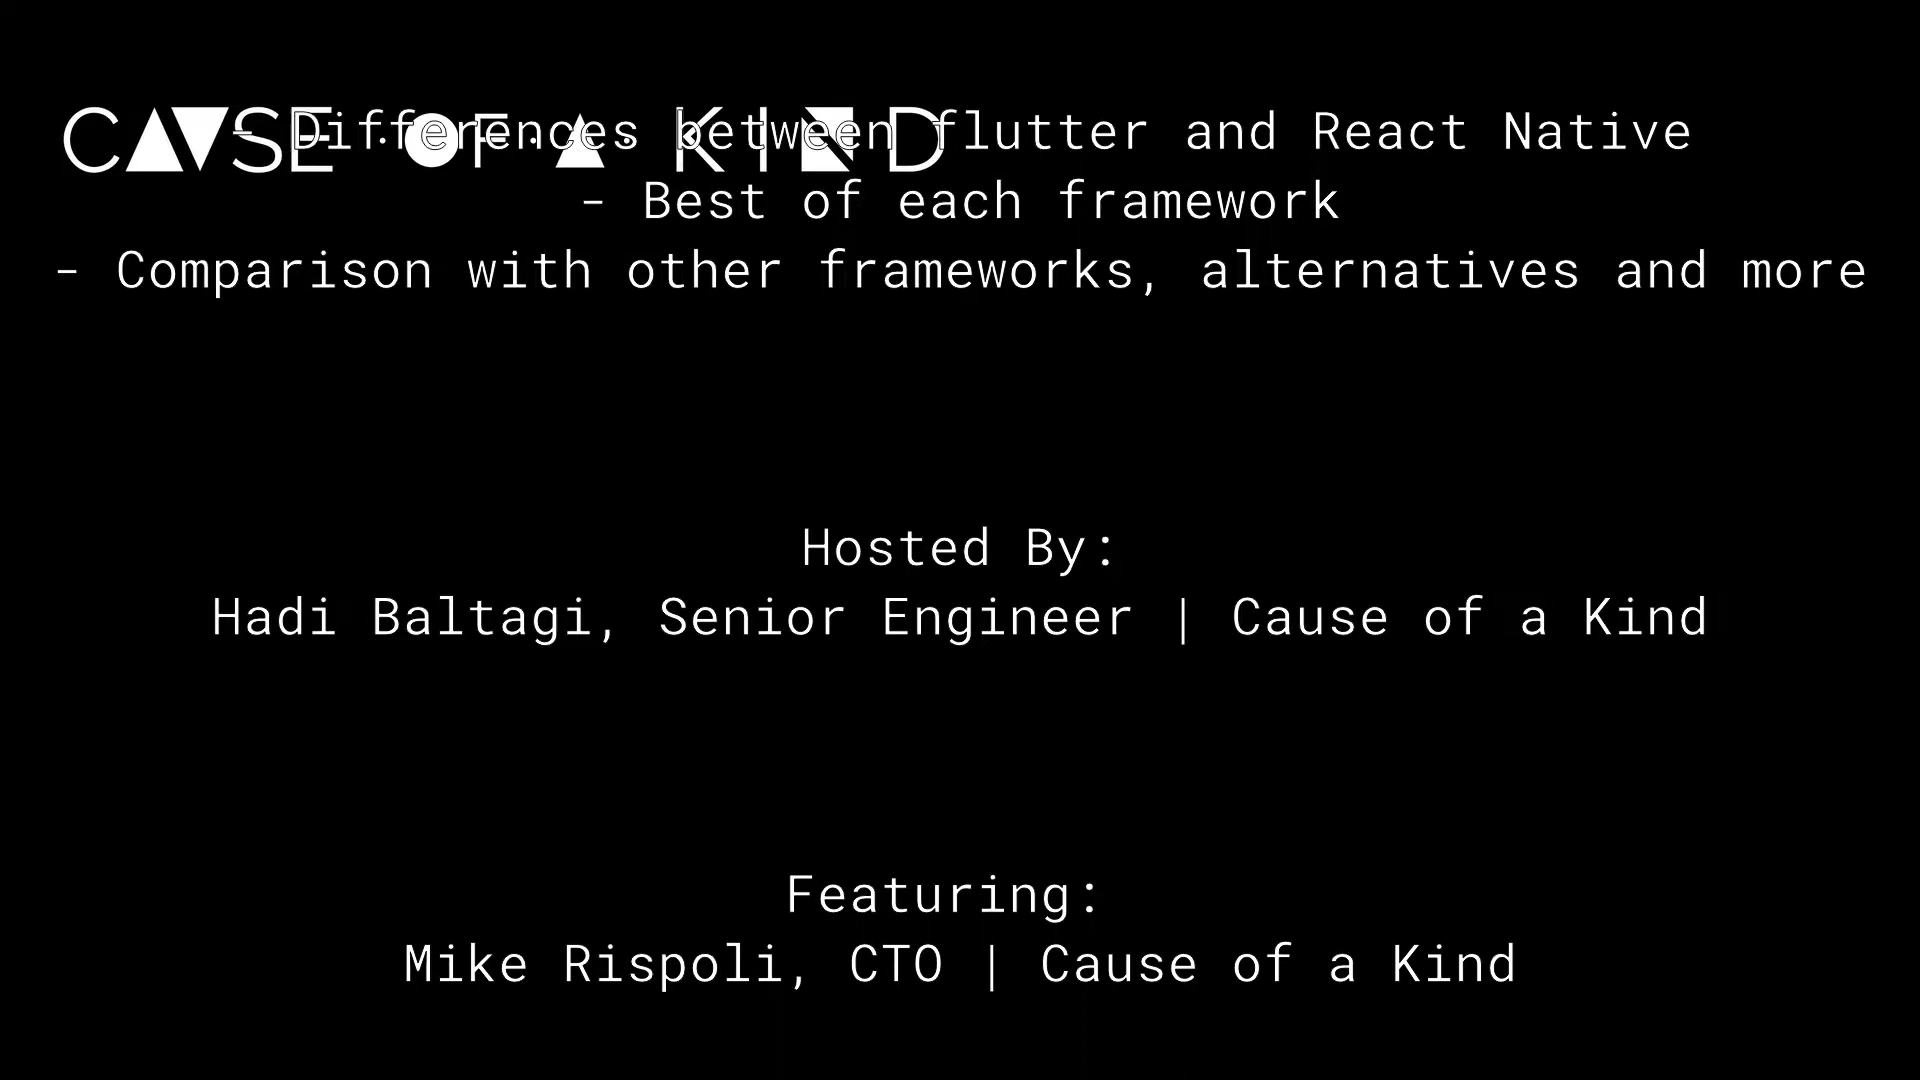 CAUSE · OF · A · KIND
- Differences between flutter and React Native
- Best of each framework
- Comparison with other frameworks, alternatives and more
Hosted By:
Hadi Baltagi, Senior Engineer | Cause of a Kind
Featuring:
Mike Rispoli, CTO | Cause of a Kind